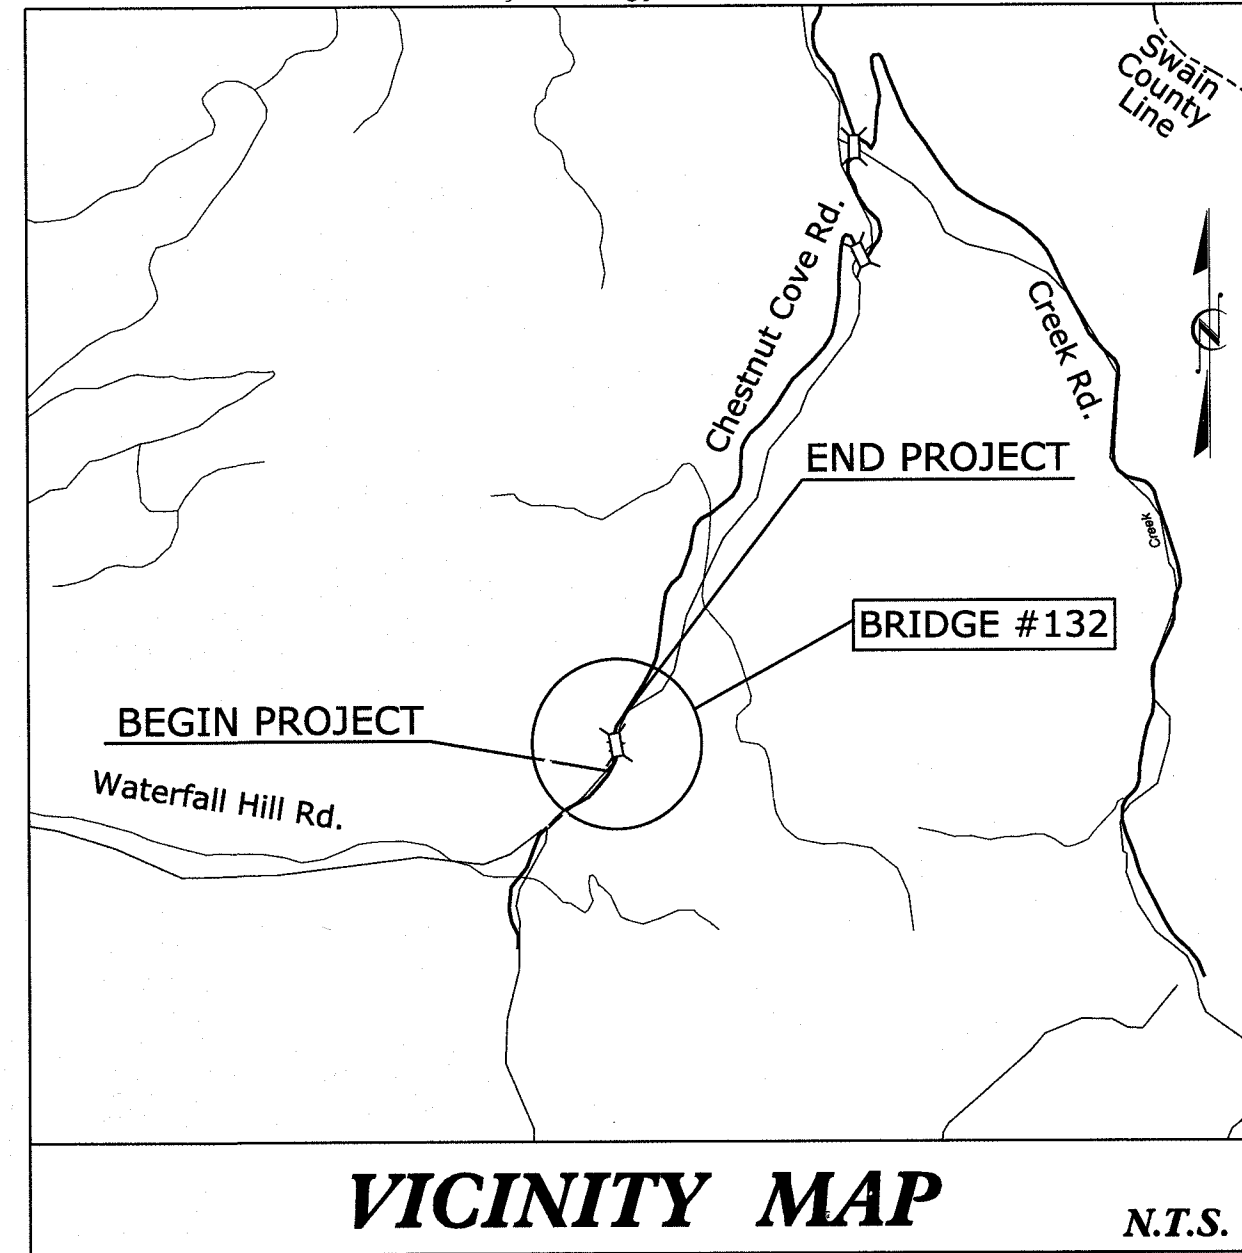 Swain
County
Line
Chestnut Cove Rd.
Creek Rd.
END PROJECT
Creek
BRIDGE #132
BEGIN PROJECT
Waterfall Hill Rd.
VICINITY MAP
N.T.S.